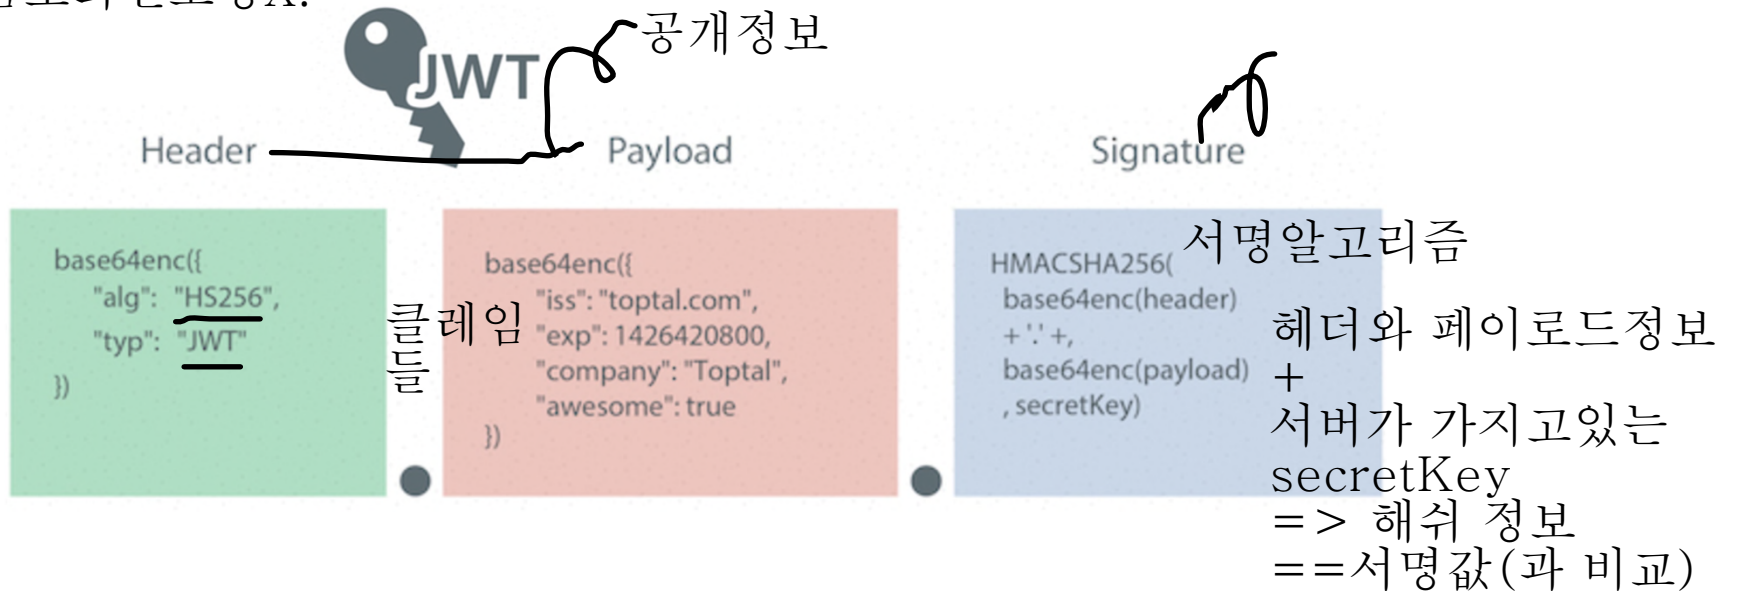 공개정보
JWT
Header
Payload
Signature
base64enc({
"alg": "HS256",
"typ": "JWT"
})
클레임
들
base64enc({
"iss": "toptal.com",
"exp": 1426420800,
"company": "Toptal",
"awesome": true
})
서명알고리즘
HMACSHA256(
base64enc(header)
+ '.' +,
base64enc(payload)
, secretKey)
헤더와 페이로드정보
+
서버가 가지고있는
secretKey
=> 해쉬 정보
==서명값(과 비교)